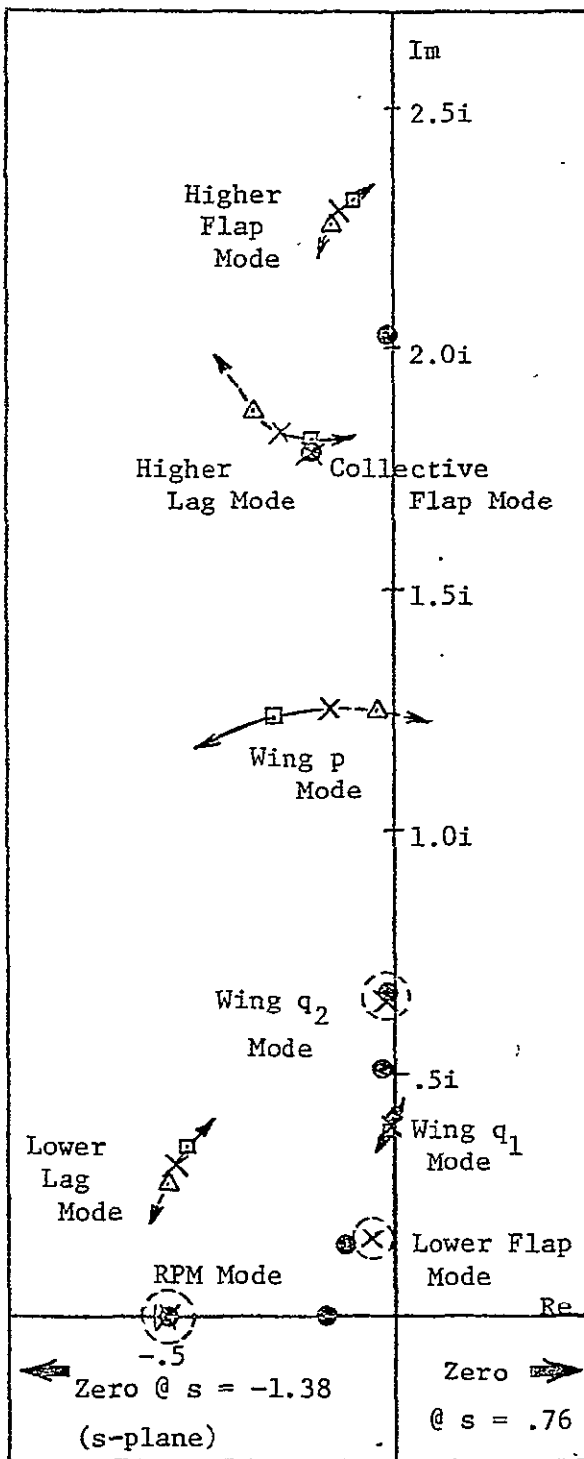 Im
2.5i
Higher
Flap
Mode
2.0i
Higher
Lag Mode
Collective
Flap Mode
1.5i
Wing p
Mode
1.0i
Wing q2
Mode
.5i
Wing q1
Mode
Lower
Lag
Mode
Lower Flap
Mode
RPM Mode
Re
-.5
Zero @ s = -1.38
(s-plane)
Zero
@ s = .76